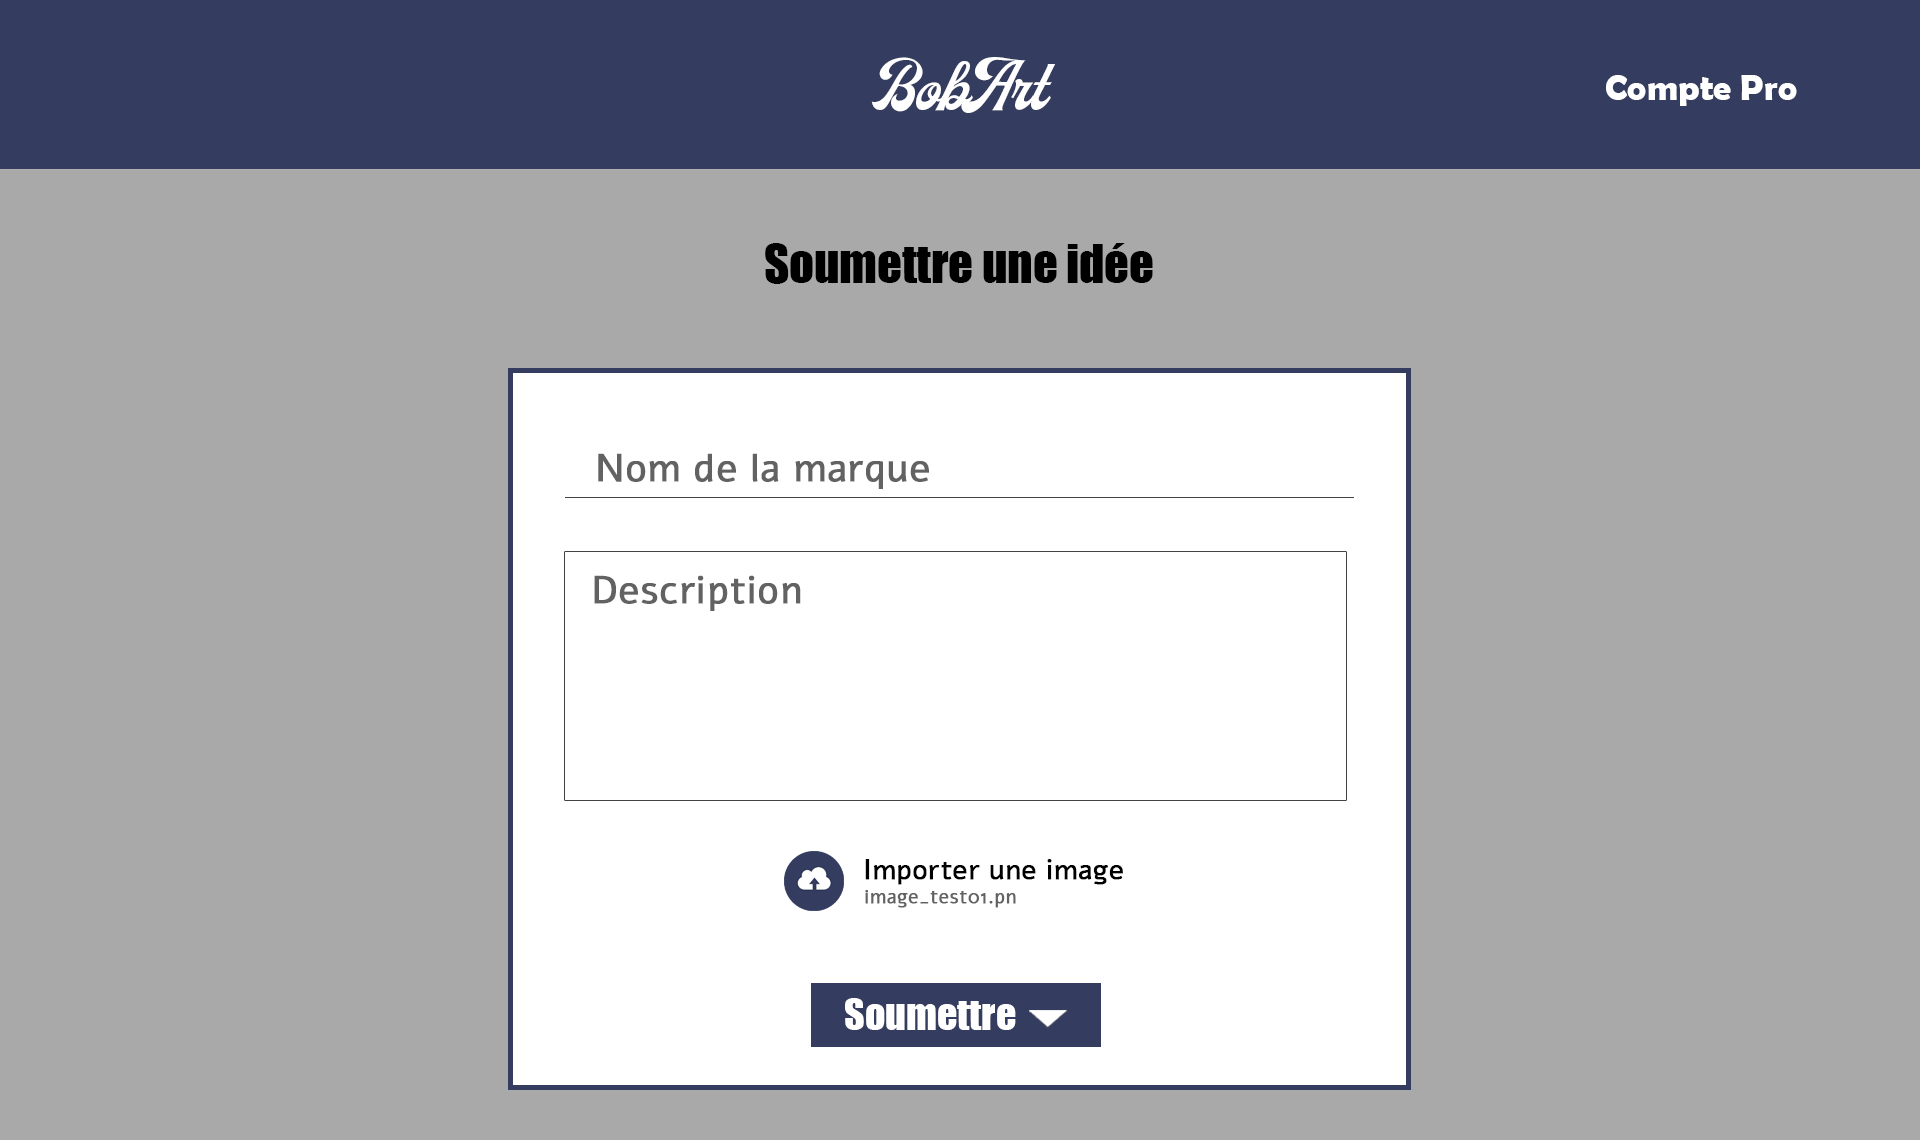 BobArt
Compte Pro
Soumettre une idée
Nom de la marque
Description
Importer une image
image_test01.pn
Soumettre